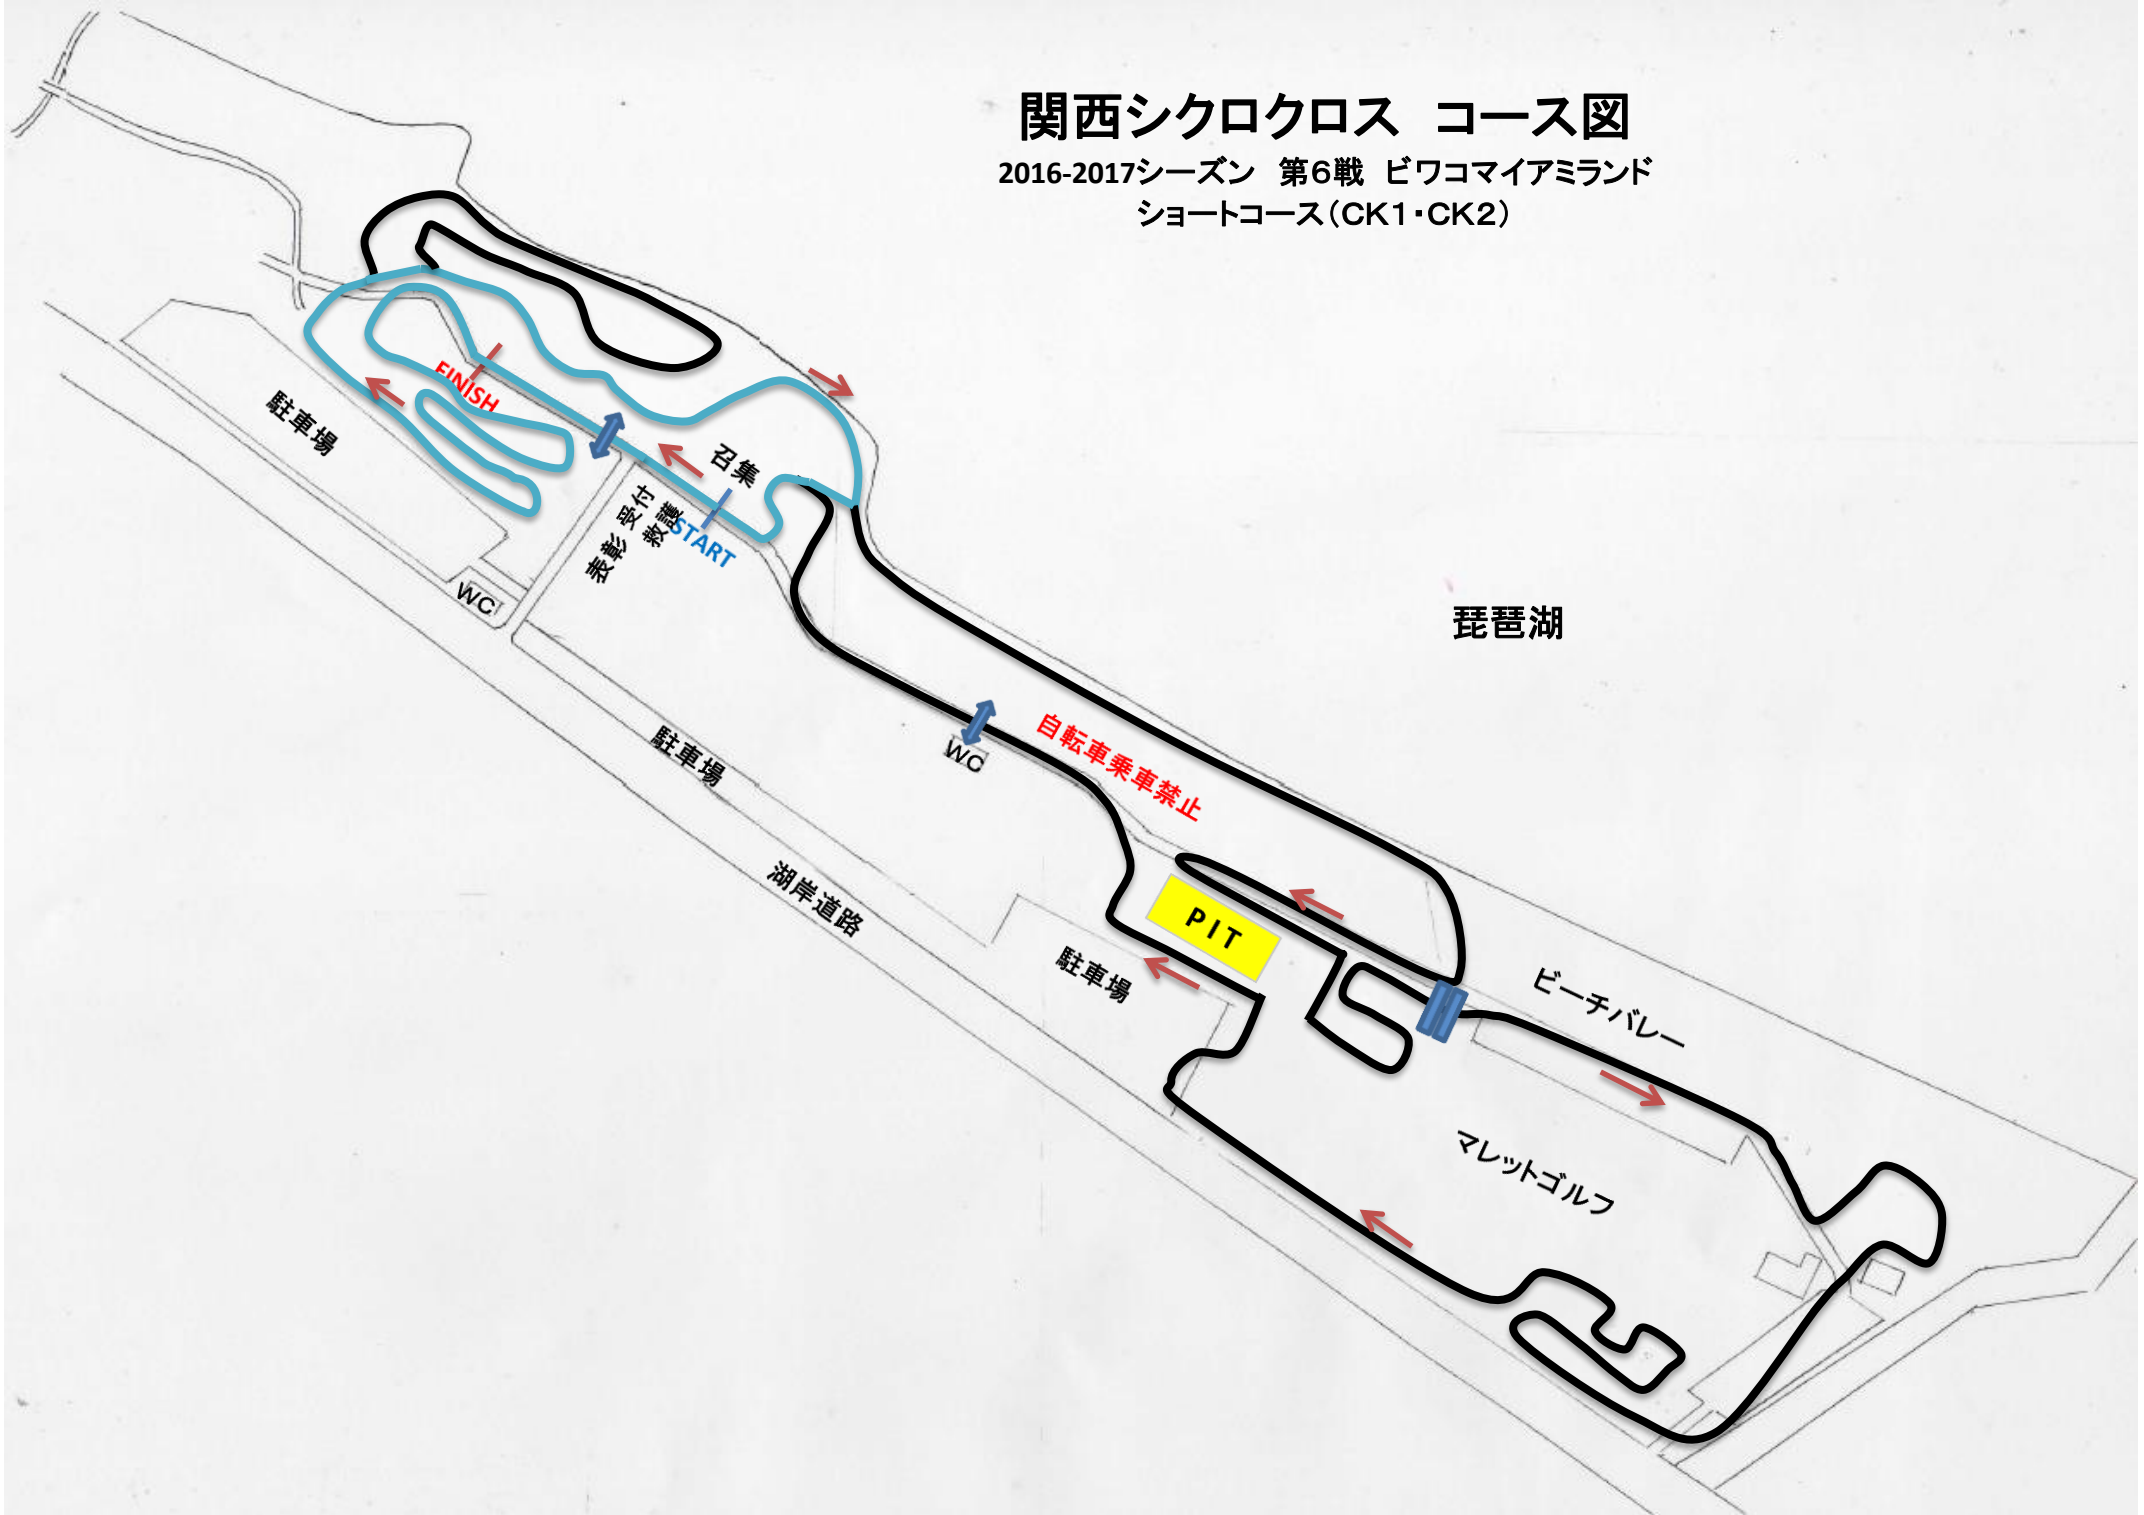 関西シクロクロス コース図
2016-2017シーズン 第6戦 ビワコマイアミランド
ショートコース(CK1・CK2)
FINISH
駐車場
召集
受付
救護
表彰
START
WC
琵琶湖
自転車乗車禁止
駐車場
WC
湖岸道路
PIT
駐車場
ビーチバレー
マレットゴルフ